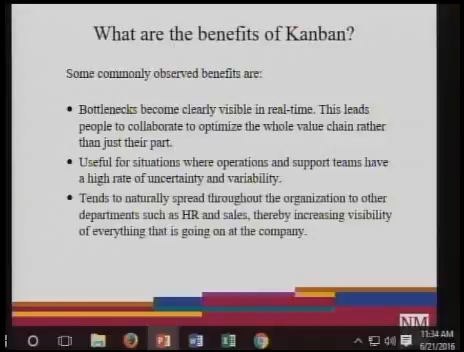 What are the benefits of Kanban?
Some commonly observed benefits are:
• Bottlenecks become clearly visible in real-time. This leads
people to collaborate to optimize the whole value chain rather
than just their part.
• Useful for situations where operations and support teams have
a high rate of uncertainty and variability.
• Tends to naturally spread throughout the organization to other
departments such as HR and sales, thereby increasing visibility
of everything that is going on at the company.
NM
11:34 AM
6/21/2016